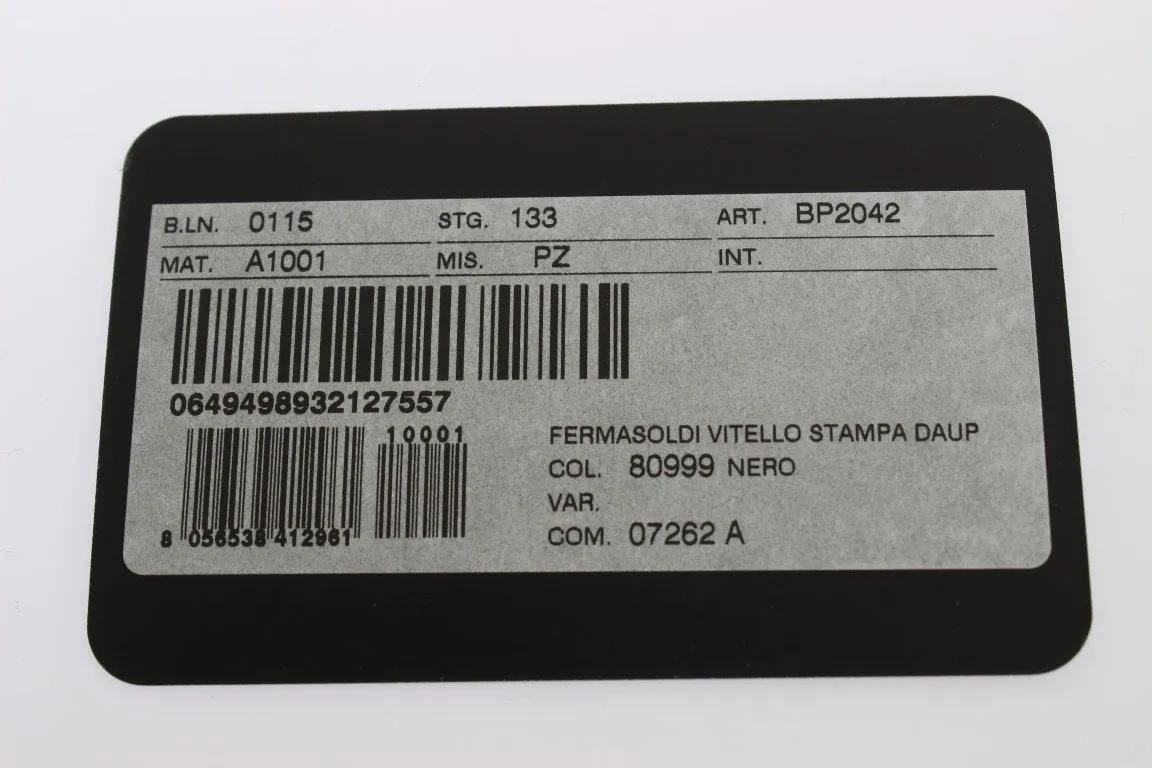 B.LN. 0115 STG. 133 ART. BP2042
MAT. A1001 MIS. PZ INT.
0649498932127557
10001
FERMASOLDI VITELLO STAMPA DAUP
COL. 80999 NERO
VAR.
8 056538 412961
COM. 07262 A